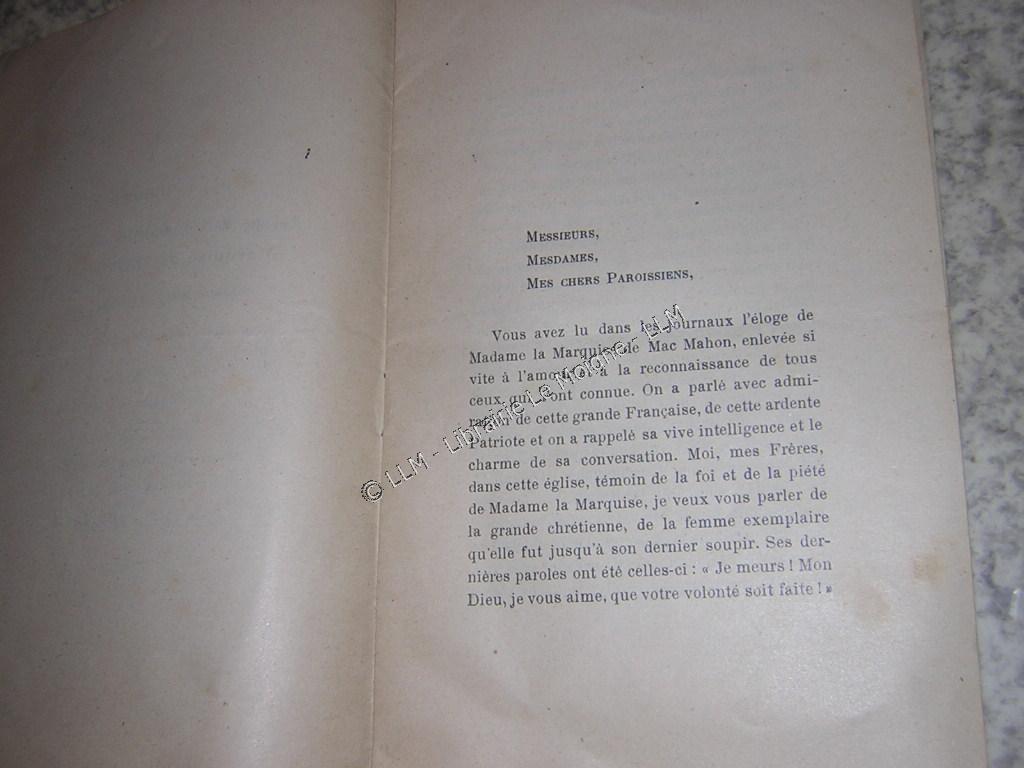 MESSIEURS,
MESDAMES,
MES CHERS PAROISSIENS,
Vous avez lu dans les journaux l'éloge de
Madame la Marquise de Mac Mahon, enlevée si
vite à l'amour et à la reconnaissance de tous
ceux qui l'ont connue. On a parlé avec admi-
ration de cette grande Française, de cette ardente
Patriote et on a rappelé sa vive intelligence et le
charme de sa conversation. Moi, mes Frères,
dans cette église, témoin de la foi et de la piété
de Madame la Marquise, je veux vous parler de
la grande chrétienne, de la femme exemplaire
qu'elle fut jusqu'à son dernier soupir. Ses der-
nières paroles ont été celles-ci : « Je meurs ! Mon
Dieu, je vous aime, que votre volonté soit faite ! »
© LLM - Librairie Le Moigne - LLM